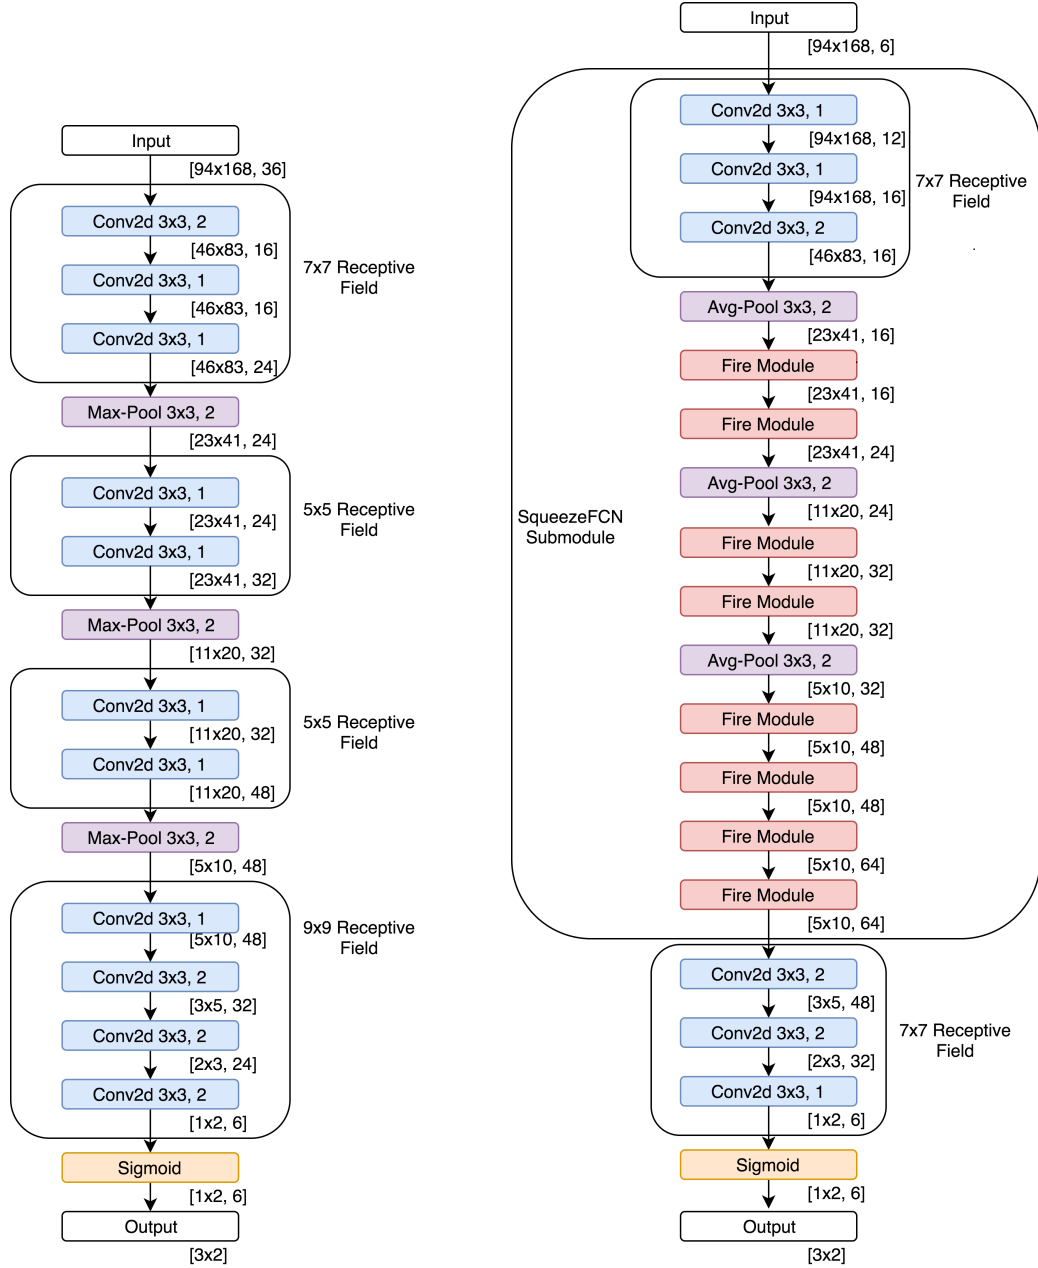 Input
[94x168, 36]
Conv2d 3x3, 2
[46x83, 16]
Conv2d 3x3, 1
[46x83, 16]
Conv2d 3x3, 1
[46x83, 24]
7x7 Receptive
Field
Max-Pool 3x3, 2
[23x41, 24]
Conv2d 3x3, 1
[23x41, 24]
Conv2d 3x3, 1
[23x41, 32]
5x5 Receptive
Field
Max-Pool 3x3, 2
[11x20, 32]
Conv2d 3x3, 1
[11x20, 32]
Conv2d 3x3, 1
[11x20, 48]
5x5 Receptive
Field
Max-Pool 3x3, 2
[5x10, 48]
Conv2d 3x3, 1
[5x10, 48]
Conv2d 3x3, 2
[3x5, 32]
Conv2d 3x3, 2
[2x3, 24]
Conv2d 3x3, 2
[1x2, 6]
9x9 Receptive
Field
Sigmoid
[1x2, 6]
Output
[3x2]
Input
[94x168, 6]
Conv2d 3x3, 1
[94x168, 12]
Conv2d 3x3, 1
[94x168, 16]
Conv2d 3x3, 2
[46x83, 16]
7x7 Receptive
Field
Avg-Pool 3x3, 2
[23x41, 16]
Fire Module
[23x41, 16]
Fire Module
[23x41, 24]
Avg-Pool 3x3, 2
[11x20, 24]
SqueezeFCN
Submodule
Fire Module
[11x20, 32]
Fire Module
[11x20, 32]
Avg-Pool 3x3, 2
[5x10, 32]
Fire Module
[5x10, 48]
Fire Module
[5x10, 48]
Fire Module
[5x10, 64]
Fire Module
[5x10, 64]
Conv2d 3x3, 2
[3x5, 48]
Conv2d 3x3, 2
[2x3, 32]
Conv2d 3x3, 1
[1x2, 6]
7x7 Receptive
Field
Sigmoid
[1x2, 6]
Output
[3x2]